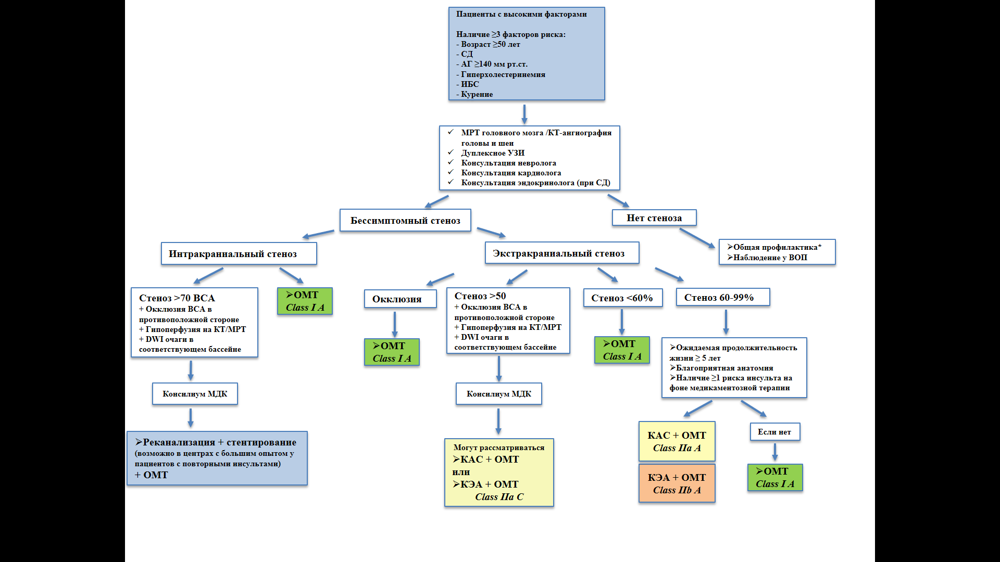 Пациенты с высокими факторами
Наличие ≥3 факторов риска:
- Возраст ≥50 лет
- СД
- АГ ≥140 мм рт.ст.
- Гиперхолестеринемия
- ИБС
- Курение
✓ МРТ головного мозга /КТ-ангиография
головы и шеи
✓ Дуплексное УЗИ
✓ Консультация невролога
✓ Консультация кардиолога
✓ Консультация эндокринолога (при СД)
Бессимптомный стеноз
Нет стеноза
➢Общая профилактика*
➢Наблюдение у ВОП
Интракраниальный стеноз
Экстракраниальный стеноз
Стеноз >70 ВСА
+ Окклюзия ВСА в
противоположной стороне
+ Гипоперфузия на КТ/МРТ
+ DWI очаги в
соответствующем бассейне
➢ОМТ
Class I A
Окклюзия
➢ОМТ
Class I A
Стеноз >50
+ Окклюзия ВСА в
противоположной стороне
+ Гипоперфузия на КТ/МРТ
+ DWI очаги в
соответствующем бассейне
Стеноз <60%
➢ОМТ
Class I A
Стеноз 60-99%
➢Ожидаемая продолжительность
жизни ≥ 5 лет
➢Благоприятная анатомия
➢Наличие ≥1 риска инсульта на
фоне медикаментозной терапии
Консилиум МДК
Консилиум МДК
➢Реканализация + стентирование
(возможно в центрах с большим опытом у
пациентов с повторными инсультами)
+ ОМТ
Могут рассматриваться
➢КАС + ОМТ
или
➢КЭА + ОМТ
Class IIa C
КАС + ОМТ
Class IIa A
КЭА + ОМТ
Class IIb A
Если нет
➢ОМТ
Class I A